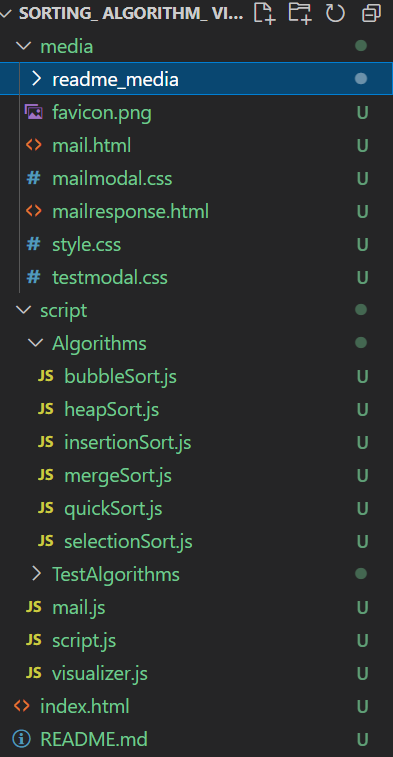 SORTING_ ALGORITHM_ VI...
media
readme_media
favicon.png U
<> mail.html U
# mailmodal.css U
<> mailresponse.html U
# style.css U
# testmodal.css U
script
Algorithms
JS bubbleSort.js U
JS heapSort.js U
JS insertionSort.js U
JS mergeSort.js U
JS quickSort.js U
JS selectionSort.js U
TestAlgorithms
JS mail.js U
JS script.js U
JS visualizer.js U
<> index.html U
README.md U